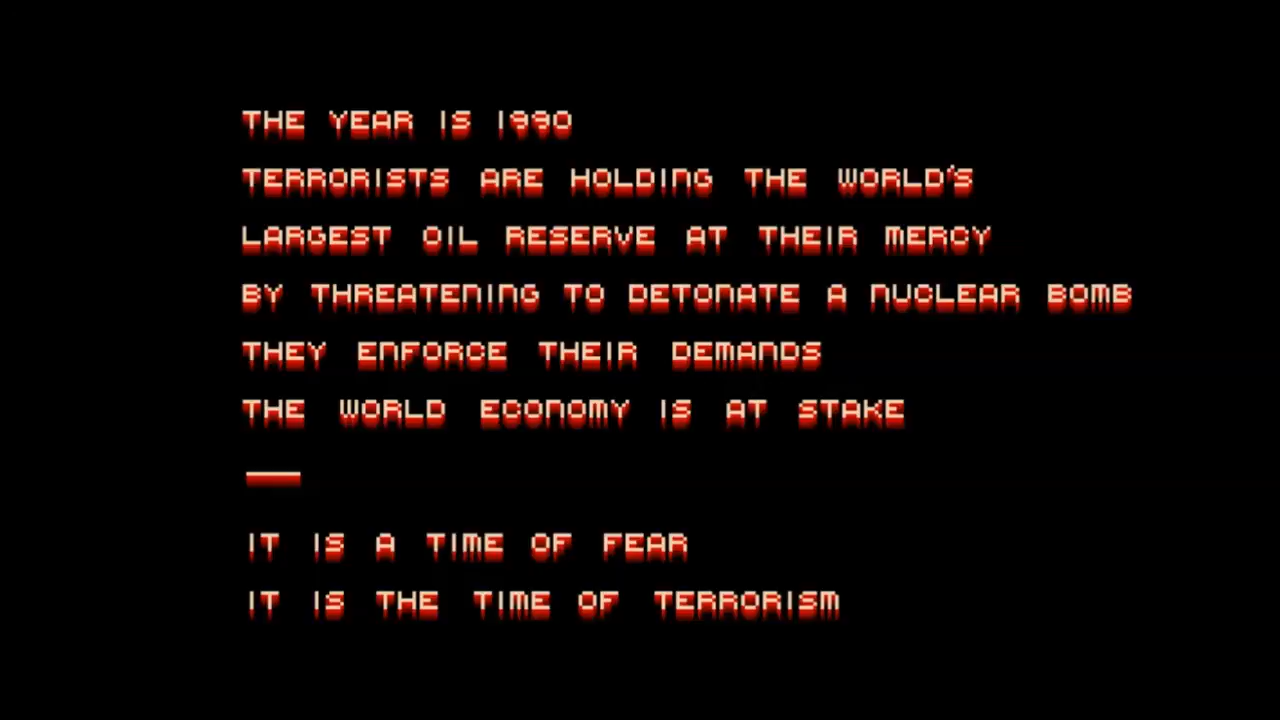 THE YEAR IS 1990
TERRORISTS ARE HOLDING THE WORLD'S
LARGEST OIL RESERVE AT THEIR MERCY
BY THREATENING TO DETONATE A NUCLEAR BOMB
THEY ENFORCE THEIR DEMANDS
THE WORLD ECONOMY IS AT STAKE
IT IS A TIME OF FEAR
IT IS THE TIME OF TERRORISM